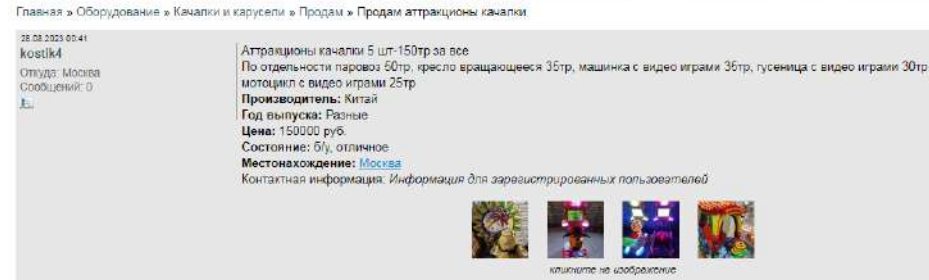 Главная » Оборудование » Качалки и карусели » Продам » Продам аттракционы качалки
28.08.2023 00:41
kostik4
Откуда: Москва
Сообщений: 0
Аттракционы качалки 5 шт-150тр за все
По отдельности паровоз 50тр, кресло вращающееся 35тр, машинка с видео играми 35тр, гусеница с видео играми 30тр
мотоцикл с видео играми 25тр
Производитель: Китай
Год выпуска: Разные
Цена: 150000 руб.
Состояние: б/у, отличное
Местонахождение: Москва
Контактная информация: Информация для зарегистрированных пользователей
кликните на изображение